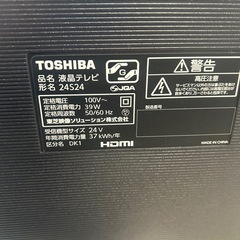 TOSHIBA
品名 液晶テレビ
形名 24S24
定格電圧 100V～
定格消費電力 39W
定格周波数 50/60 Hz
東芝映像ソリューション株式会社
受信機型サイズ 24V
年間消費電力量 37 kWh/年
区分名 DK1
HDMI
S
JQA
警告
高圧注意
製造番号
MADE IN CHINA